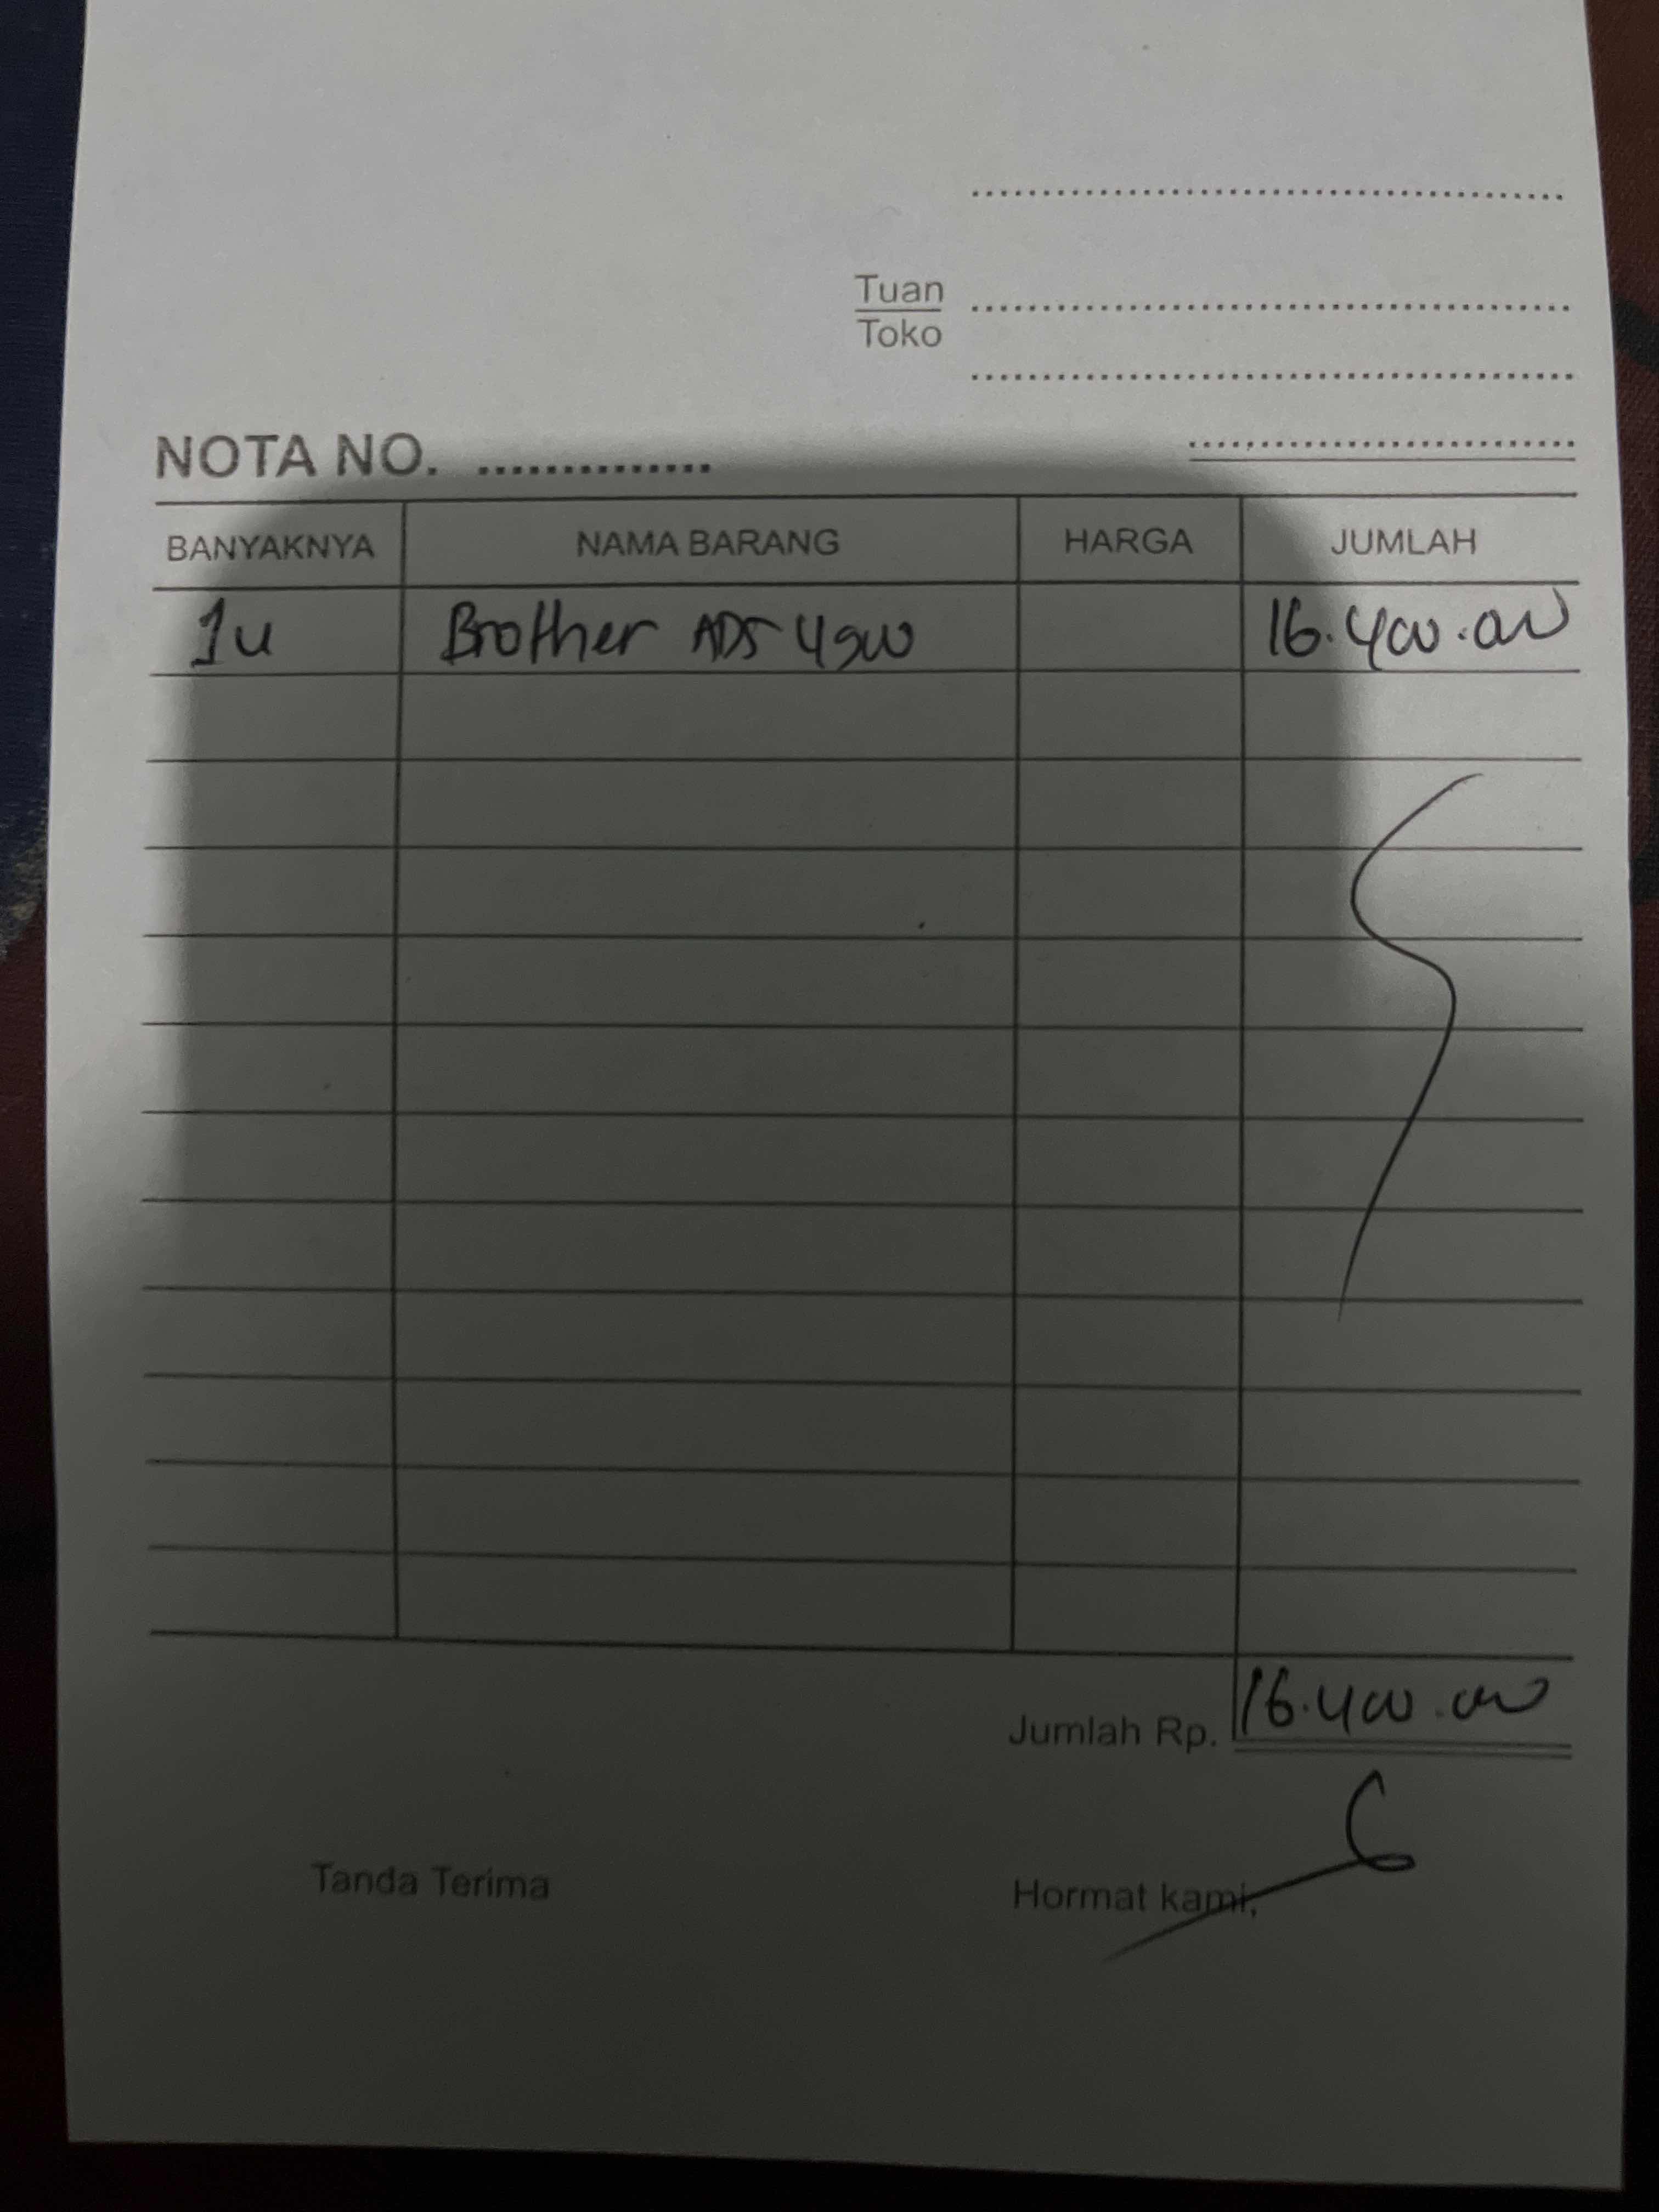 Tuan
Toko
NOTA NO. ..............
BANYAKNYA NAMA BARANG HARGA JUMLAH
1u Brother ADS 4900 16.400.000
Jumlah Rp. 16.400.000
Tanda Terima Hormat kami,